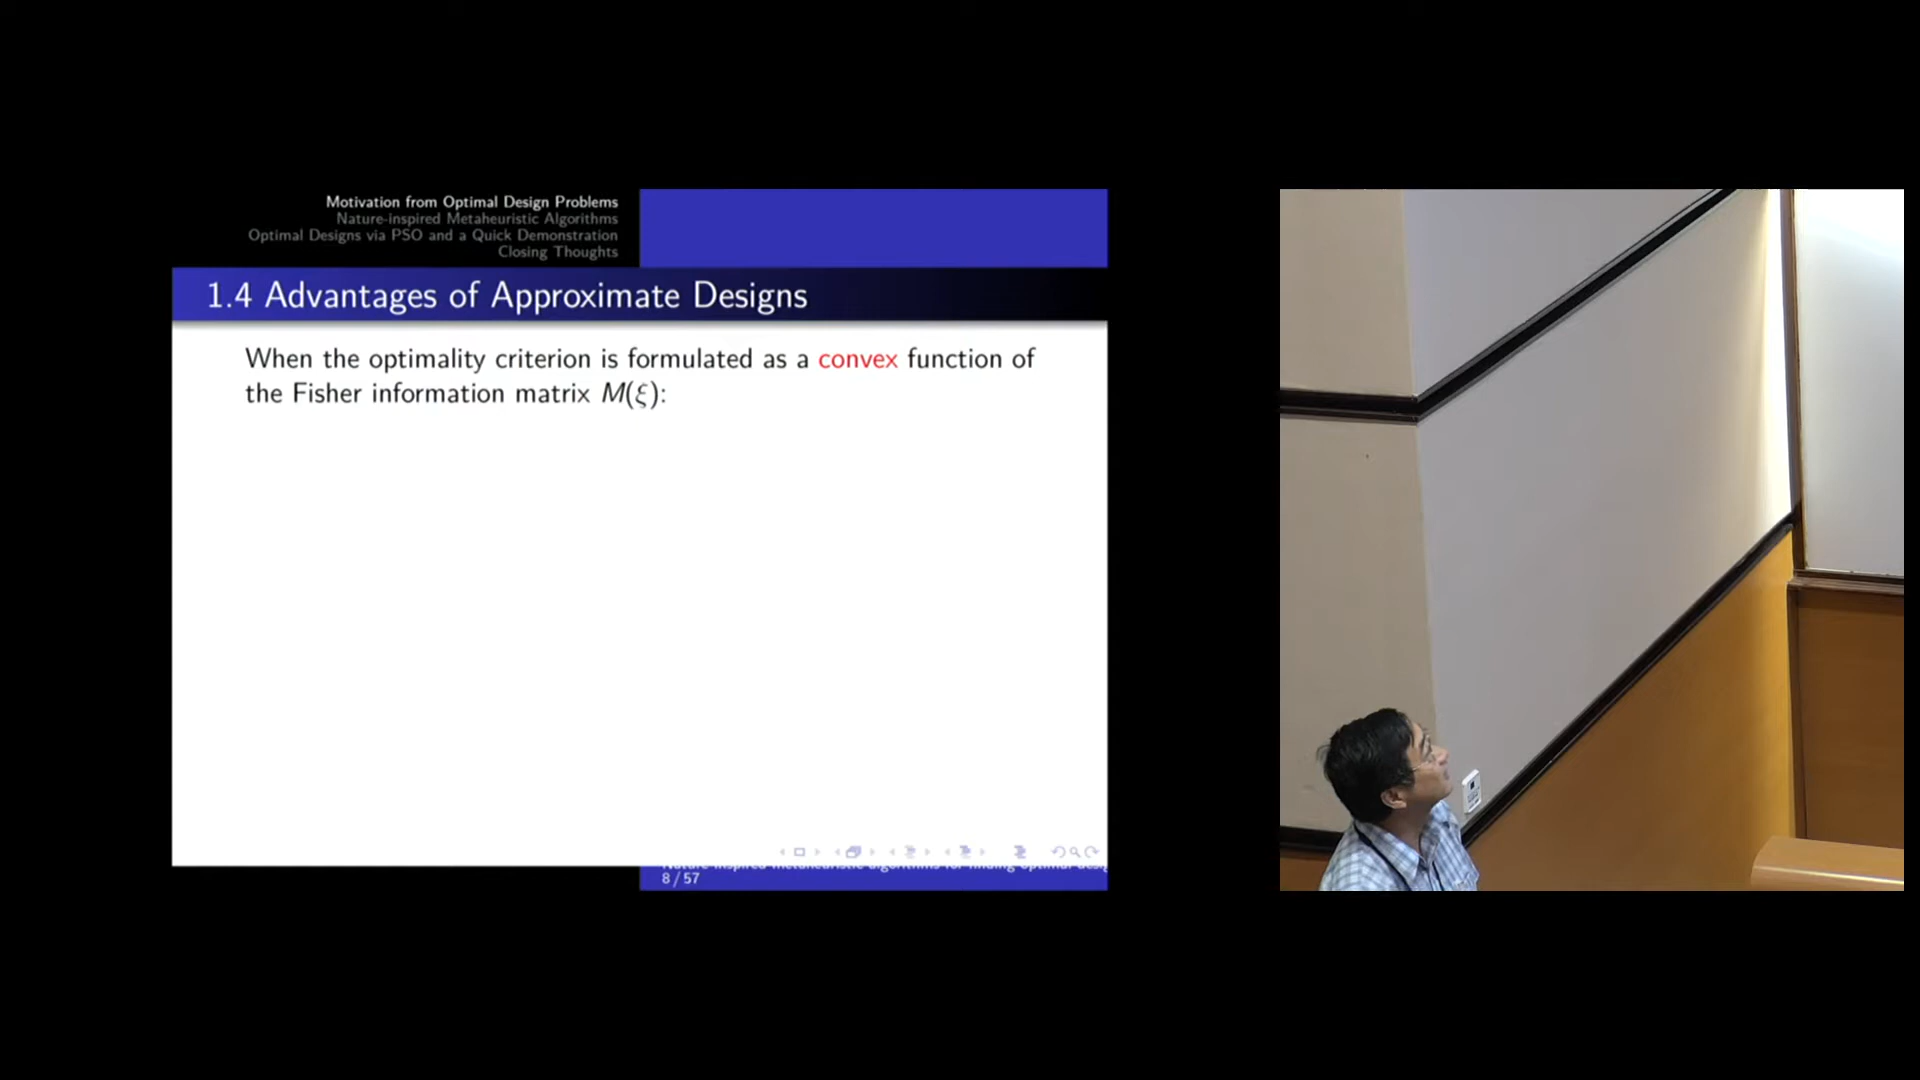 Motivation from Optimal Design Problems
Nature-inspired Metaheuristic Algorithms
Optimal Designs via PSO and a Quick Demonstration
Closing Thoughts
1.4 Advantages of Approximate Designs
When the optimality criterion is formulated as a convex function of
the Fisher information matrix M(ξ):
8 / 57